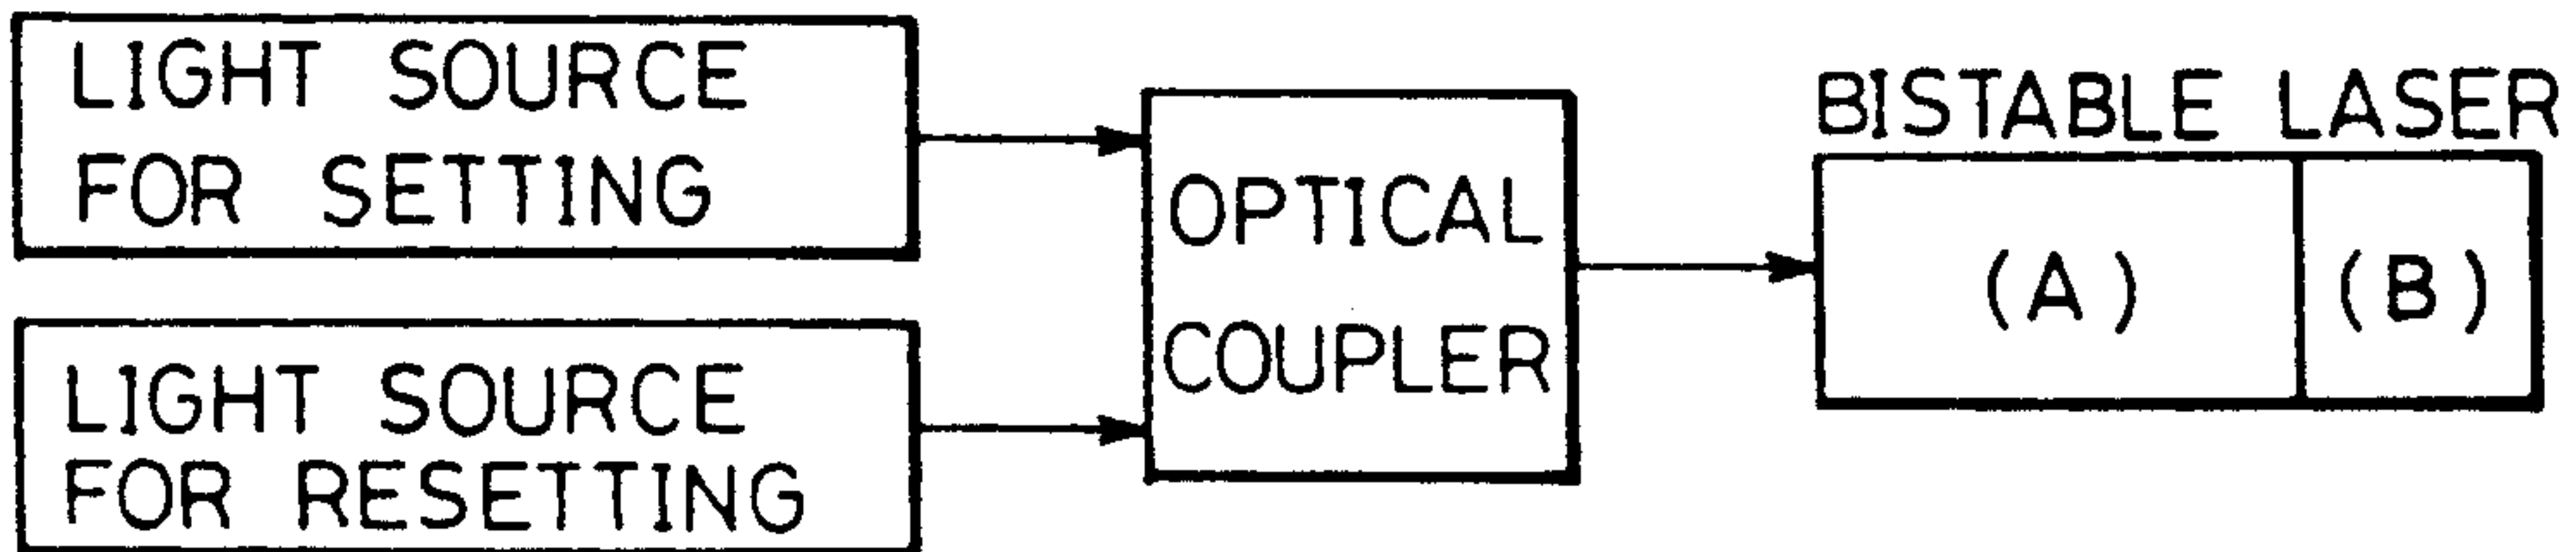 LIGHT SOURCE
FOR SETTING
LIGHT SOURCE
FOR RESETTING
OPTICAL
COUPLER
BISTABLE LASER
(A)
(B)